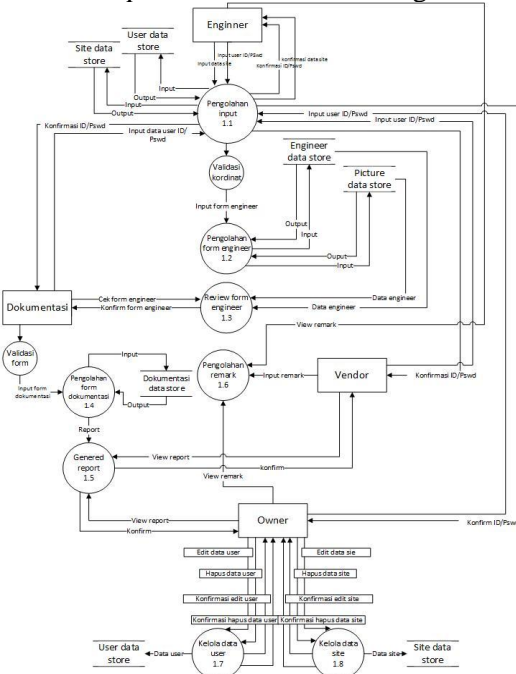 Enginner
User data
store
Site data
store
Input user ID/PSwd
Input data site
konfirmasi data site
Konfirmasi ID/Pswd
Input
Output
Input
Output
Pengolahan
input
1.1
Input user ID/Pswd
Input user ID/Pswd
Konfirmasi ID/Pswd
Input data user ID/
Pswd
Engineer
data store
Validasi
kordinat
Picture
data store
Input form engineer
Output
Input
Pengolahan
form engineer
1.2
Ouput
Input
Dokumentasi
Cek form engineer
Konfirm form engineer
Review form
engineer
1.3
Data engineer
Data engineer
View remark
Validasi
form
Input
Pengolahan
remark
1.6
Input remark
Vendor
Konfirmasi ID/Pswd
Input form
dokumentasi
Pengolahan
form
dokumentasi
1.4
Dokumentasi
data store
Output
Report
Genered
report
1.5
View report
konfirm
View remark
Owner
View report
Konfirm
Konfirm ID/Psw
Edit data user
Edit data sie
Hapus data user
Hapus data site
Konfirmasi edit user
Konfirmasi edit site
Konfirmasi hapus data user
Konfirmasi hapus data site
User data
store
Data user
Kelola data
user
1.7
Kelola data
site
1.8
Data site
Site data
store